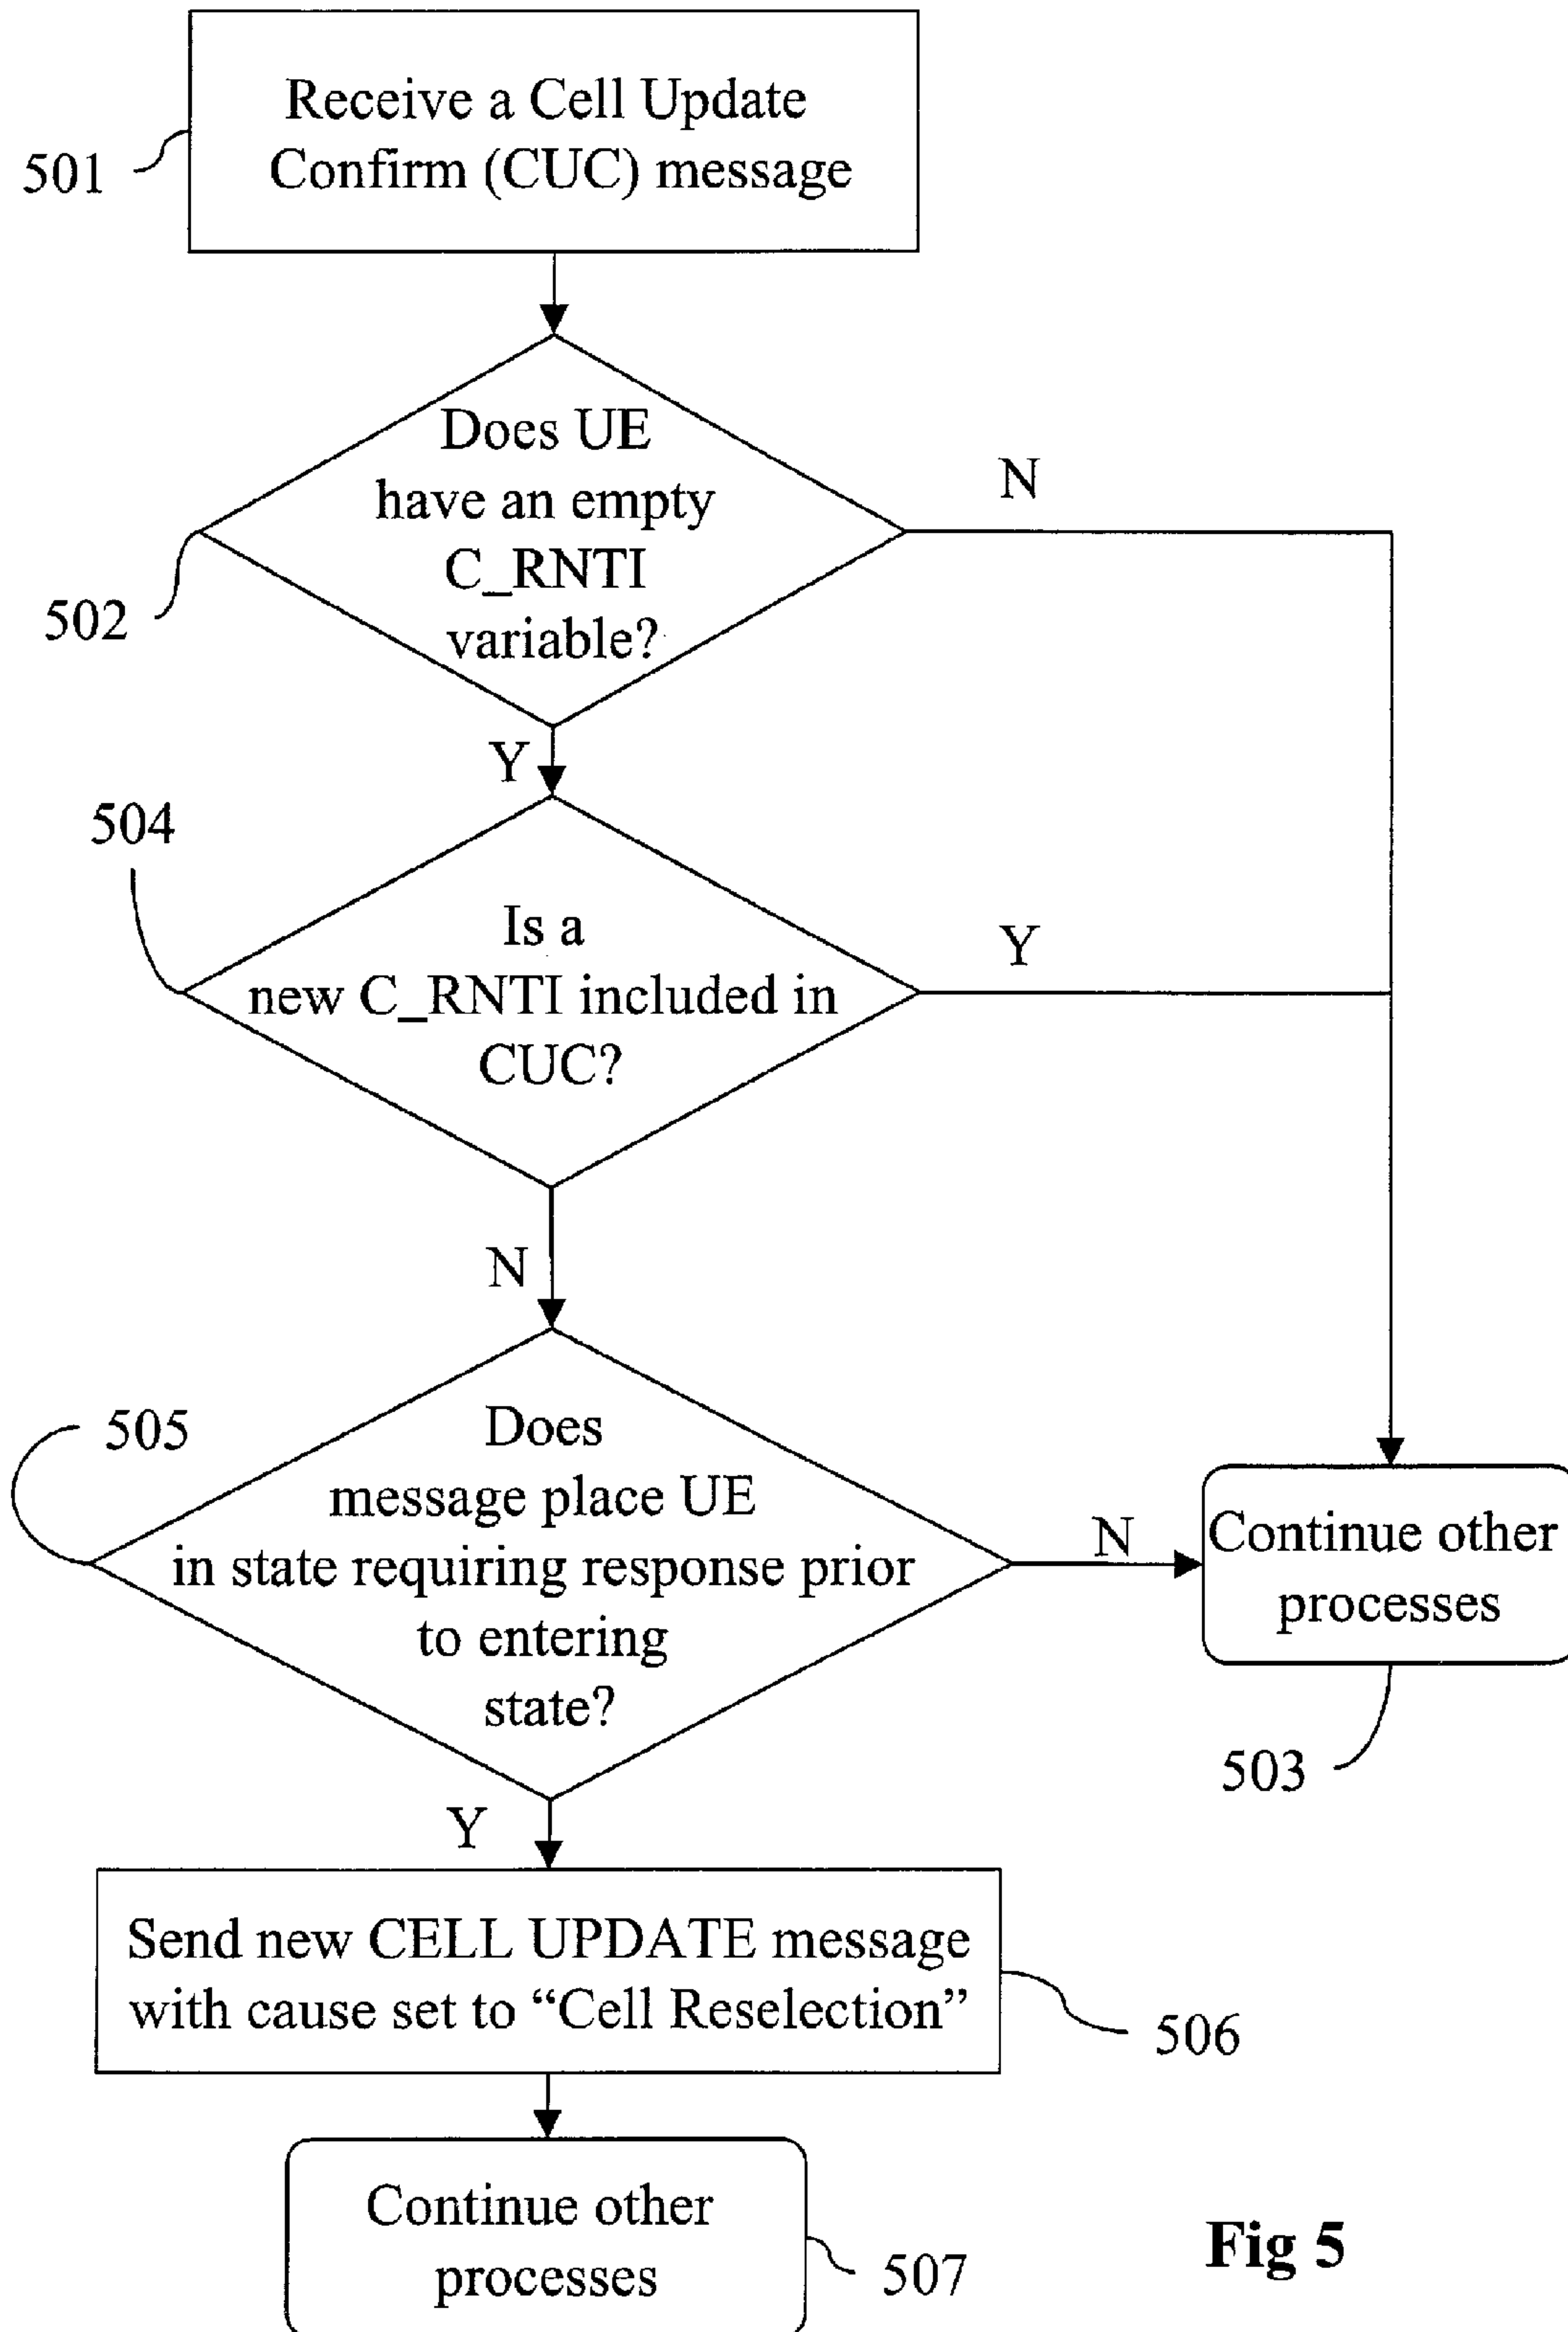 Receive a Cell Update
Confirm (CUC) message
501
Does UE
have an empty
C_RNTI
variable?
N
502
Y
504
Is a
new C_RNTI included in
CUC?
Y
N
505
Does
message place UE
in state requiring response prior
to entering
state?
N
Continue other
processes
503
Y
Send new CELL UPDATE message
with cause set to “Cell Reselection”
506
Continue other
processes
507
Fig 5